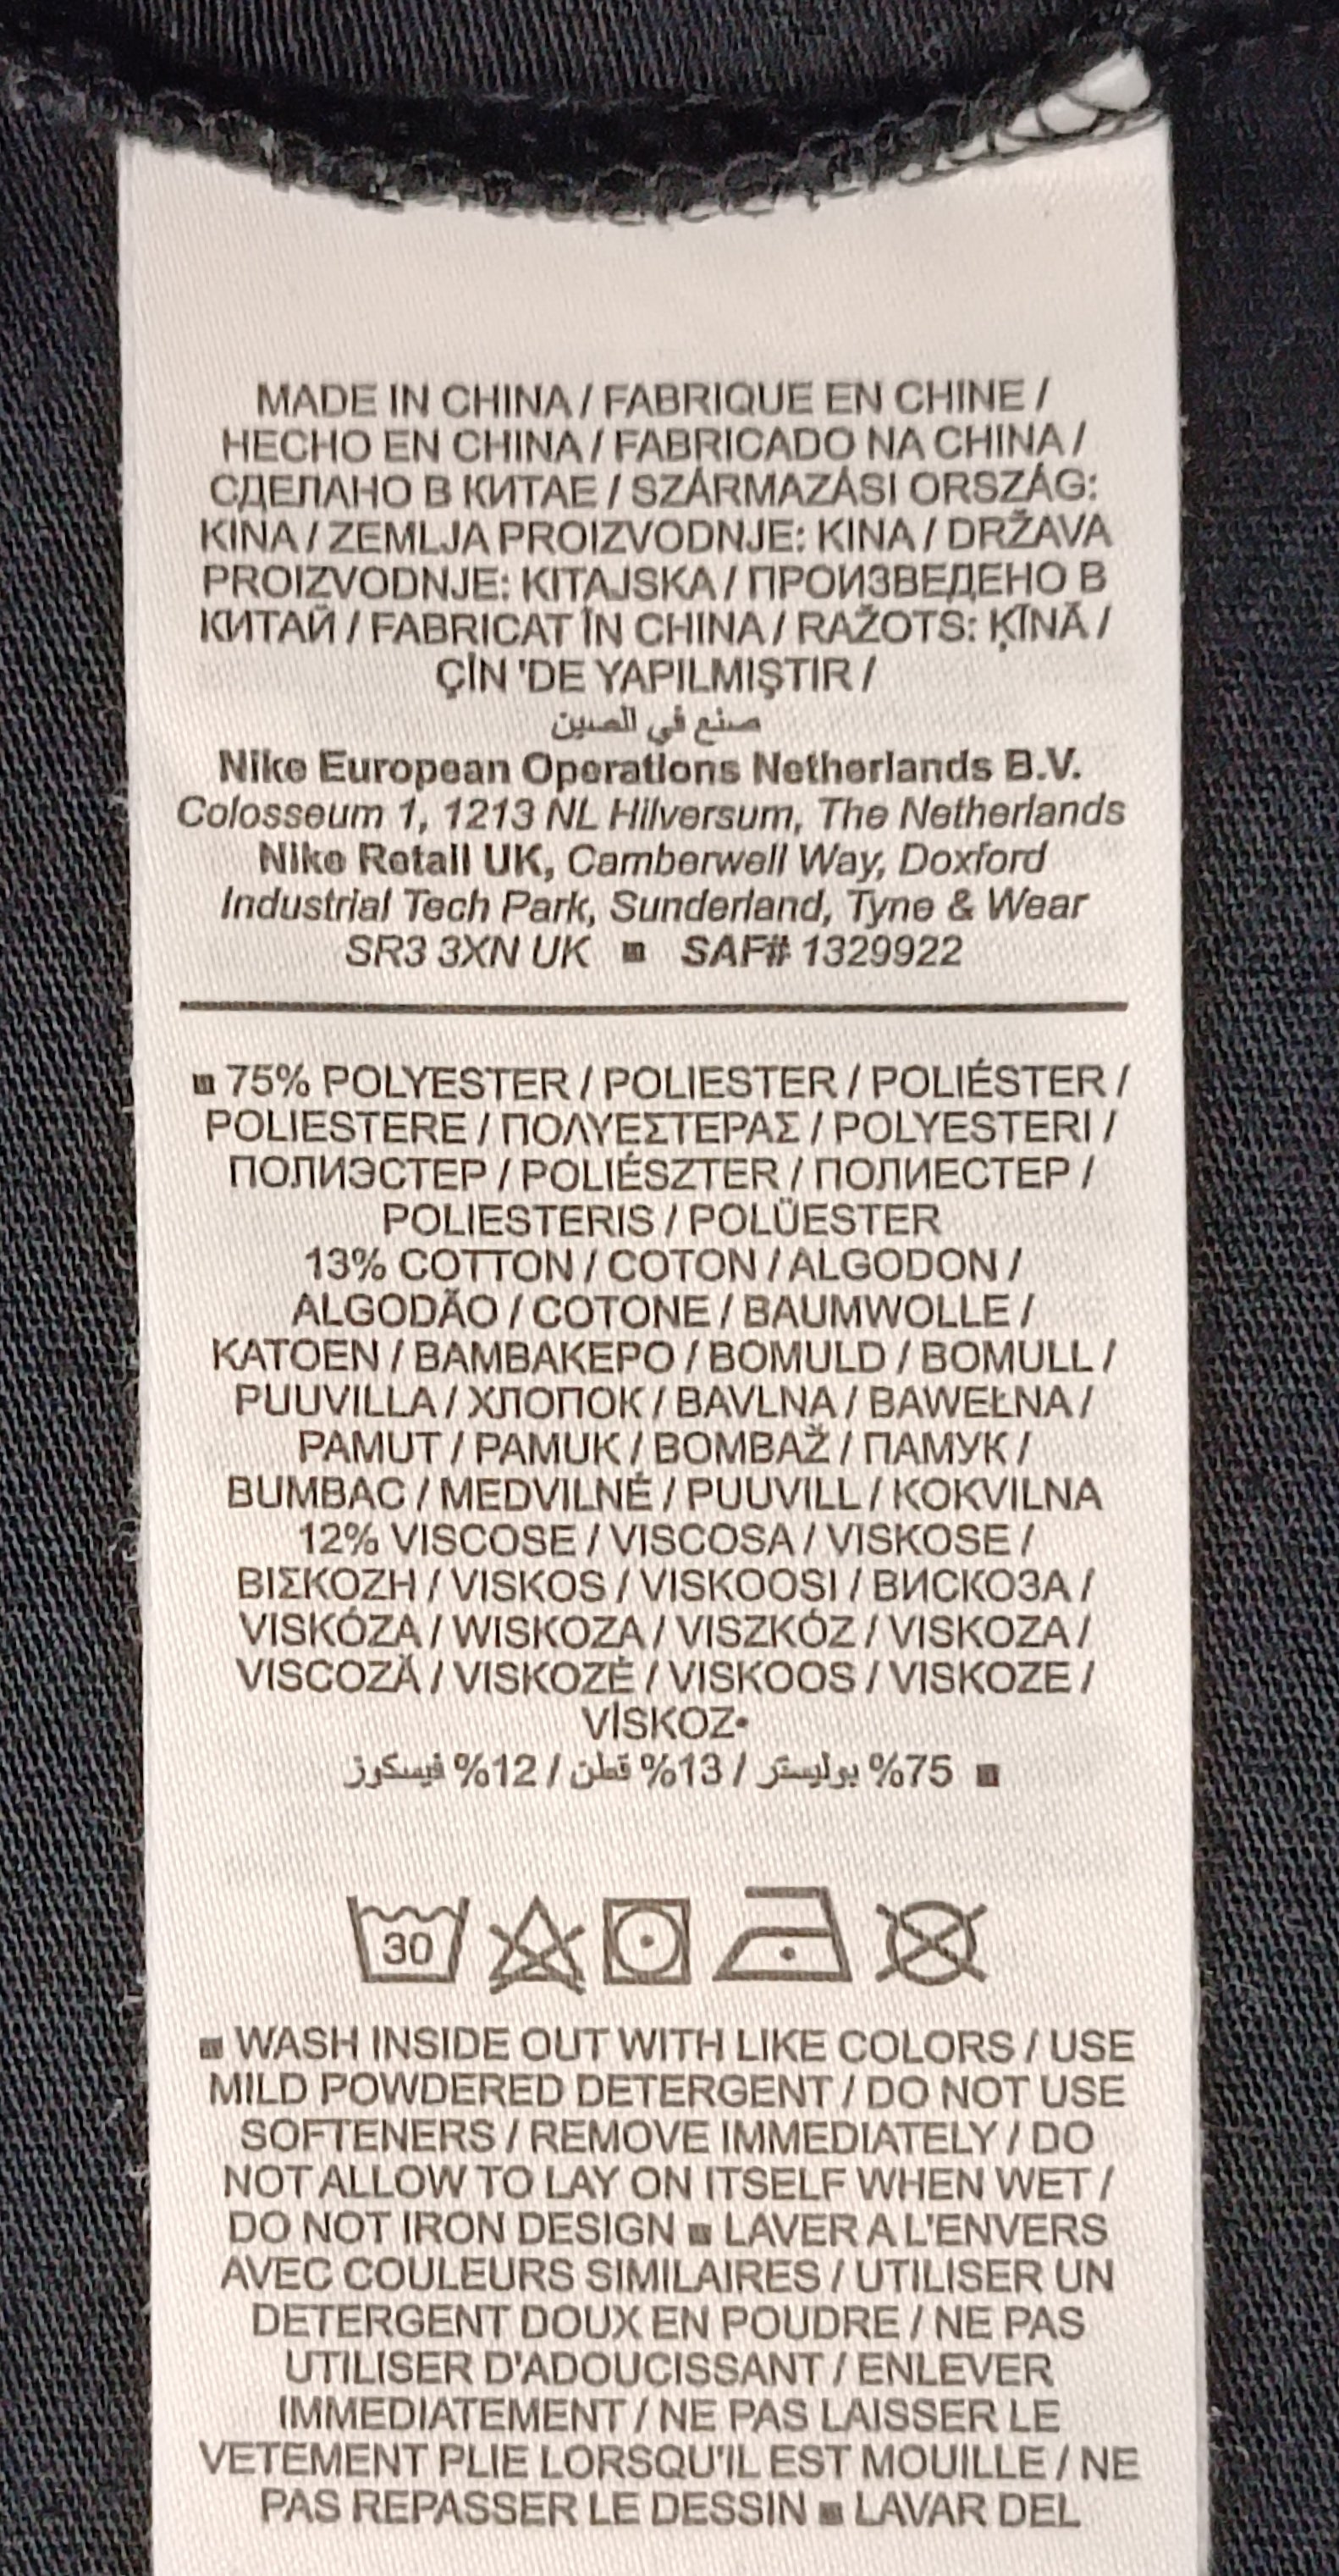 MADE IN CHINA / FABRIQUE EN CHINE /
HECHO EN CHINA / FABRICADO NA CHINA /
СДЕЛАНО В КИТАЕ / SZÁRMAZÁSI ORSZÁG:
KINA / ZEMLJA PROIZVODNJE: KINA / DRŽAVA
PROIZVODNJE: KITAJSKA / ПРОИЗВЕДЕНО В
КИТАЙ / FABRICAT ÎN CHINA / RAŽOTS: ĶĪNĀ /
ÇİN 'DE YAPILMIŞTIR /
صنع في الصين
Nike European Operations Netherlands B.V.
Colosseum 1, 1213 NL Hilversum, The Netherlands
Nike Retail UK, Camberwell Way, Doxford
Industrial Tech Park, Sunderland, Tyne & Wear
SR3 3XN UK ■ SAF# 1329922
■ 75% POLYESTER / POLIESTER / POLIÉSTER /
POLIESTERE / ΠΟΛΥΕΣΤΕΡΑΣ / POLYESTERI /
ПОЛИЭСТЕР / POLIÉSZTER / ПОЛИЕСТЕР /
POLIESTERIS / POLÜESTER
13% COTTON / COTON / ALGODON /
ALGODÃO / COTONE / BAUMWOLLE /
KATOEN / ΒΑΜΒΑΚΕΡΟ / BOMULD / BOMULL /
PUUVILLA / ХЛОПОК / BAVLNA / BAWEŁNA /
PAMUT / PAMUK / BOMBAŽ / ПАМУК /
BUMBAC / MEDVILNĖ / PUUVILL / KOKVILNA
12% VISCOSE / VISCOSA / VISKOSE /
ΒΙΣΚΟΖΗ / VISKOS / VISKOOSI / ВИСКОЗА /
VISKÓZA / WISKOZA / VISZKÓZ / VISKOZA /
VISCOZĂ / VISKOZĖ / VISKOOS / VISKOZE /
VİSKOZ•
■ 75% بوليستر / 13% قطن / 12% فيسكوز
30
■ WASH INSIDE OUT WITH LIKE COLORS / USE
MILD POWDERED DETERGENT / DO NOT USE
SOFTENERS / REMOVE IMMEDIATELY / DO
NOT ALLOW TO LAY ON ITSELF WHEN WET /
DO NOT IRON DESIGN ■ LAVER A L'ENVERS
AVEC COULEURS SIMILAIRES / UTILISER UN
DETERGENT DOUX EN POUDRE / NE PAS
UTILISER D'ADOUCISSANT / ENLEVER
IMMEDIATEMENT / NE PAS LAISSER LE
VETEMENT PLIE LORSQU'IL EST MOUILLE / NE
PAS REPASSER LE DESSIN ■ LAVAR DEL